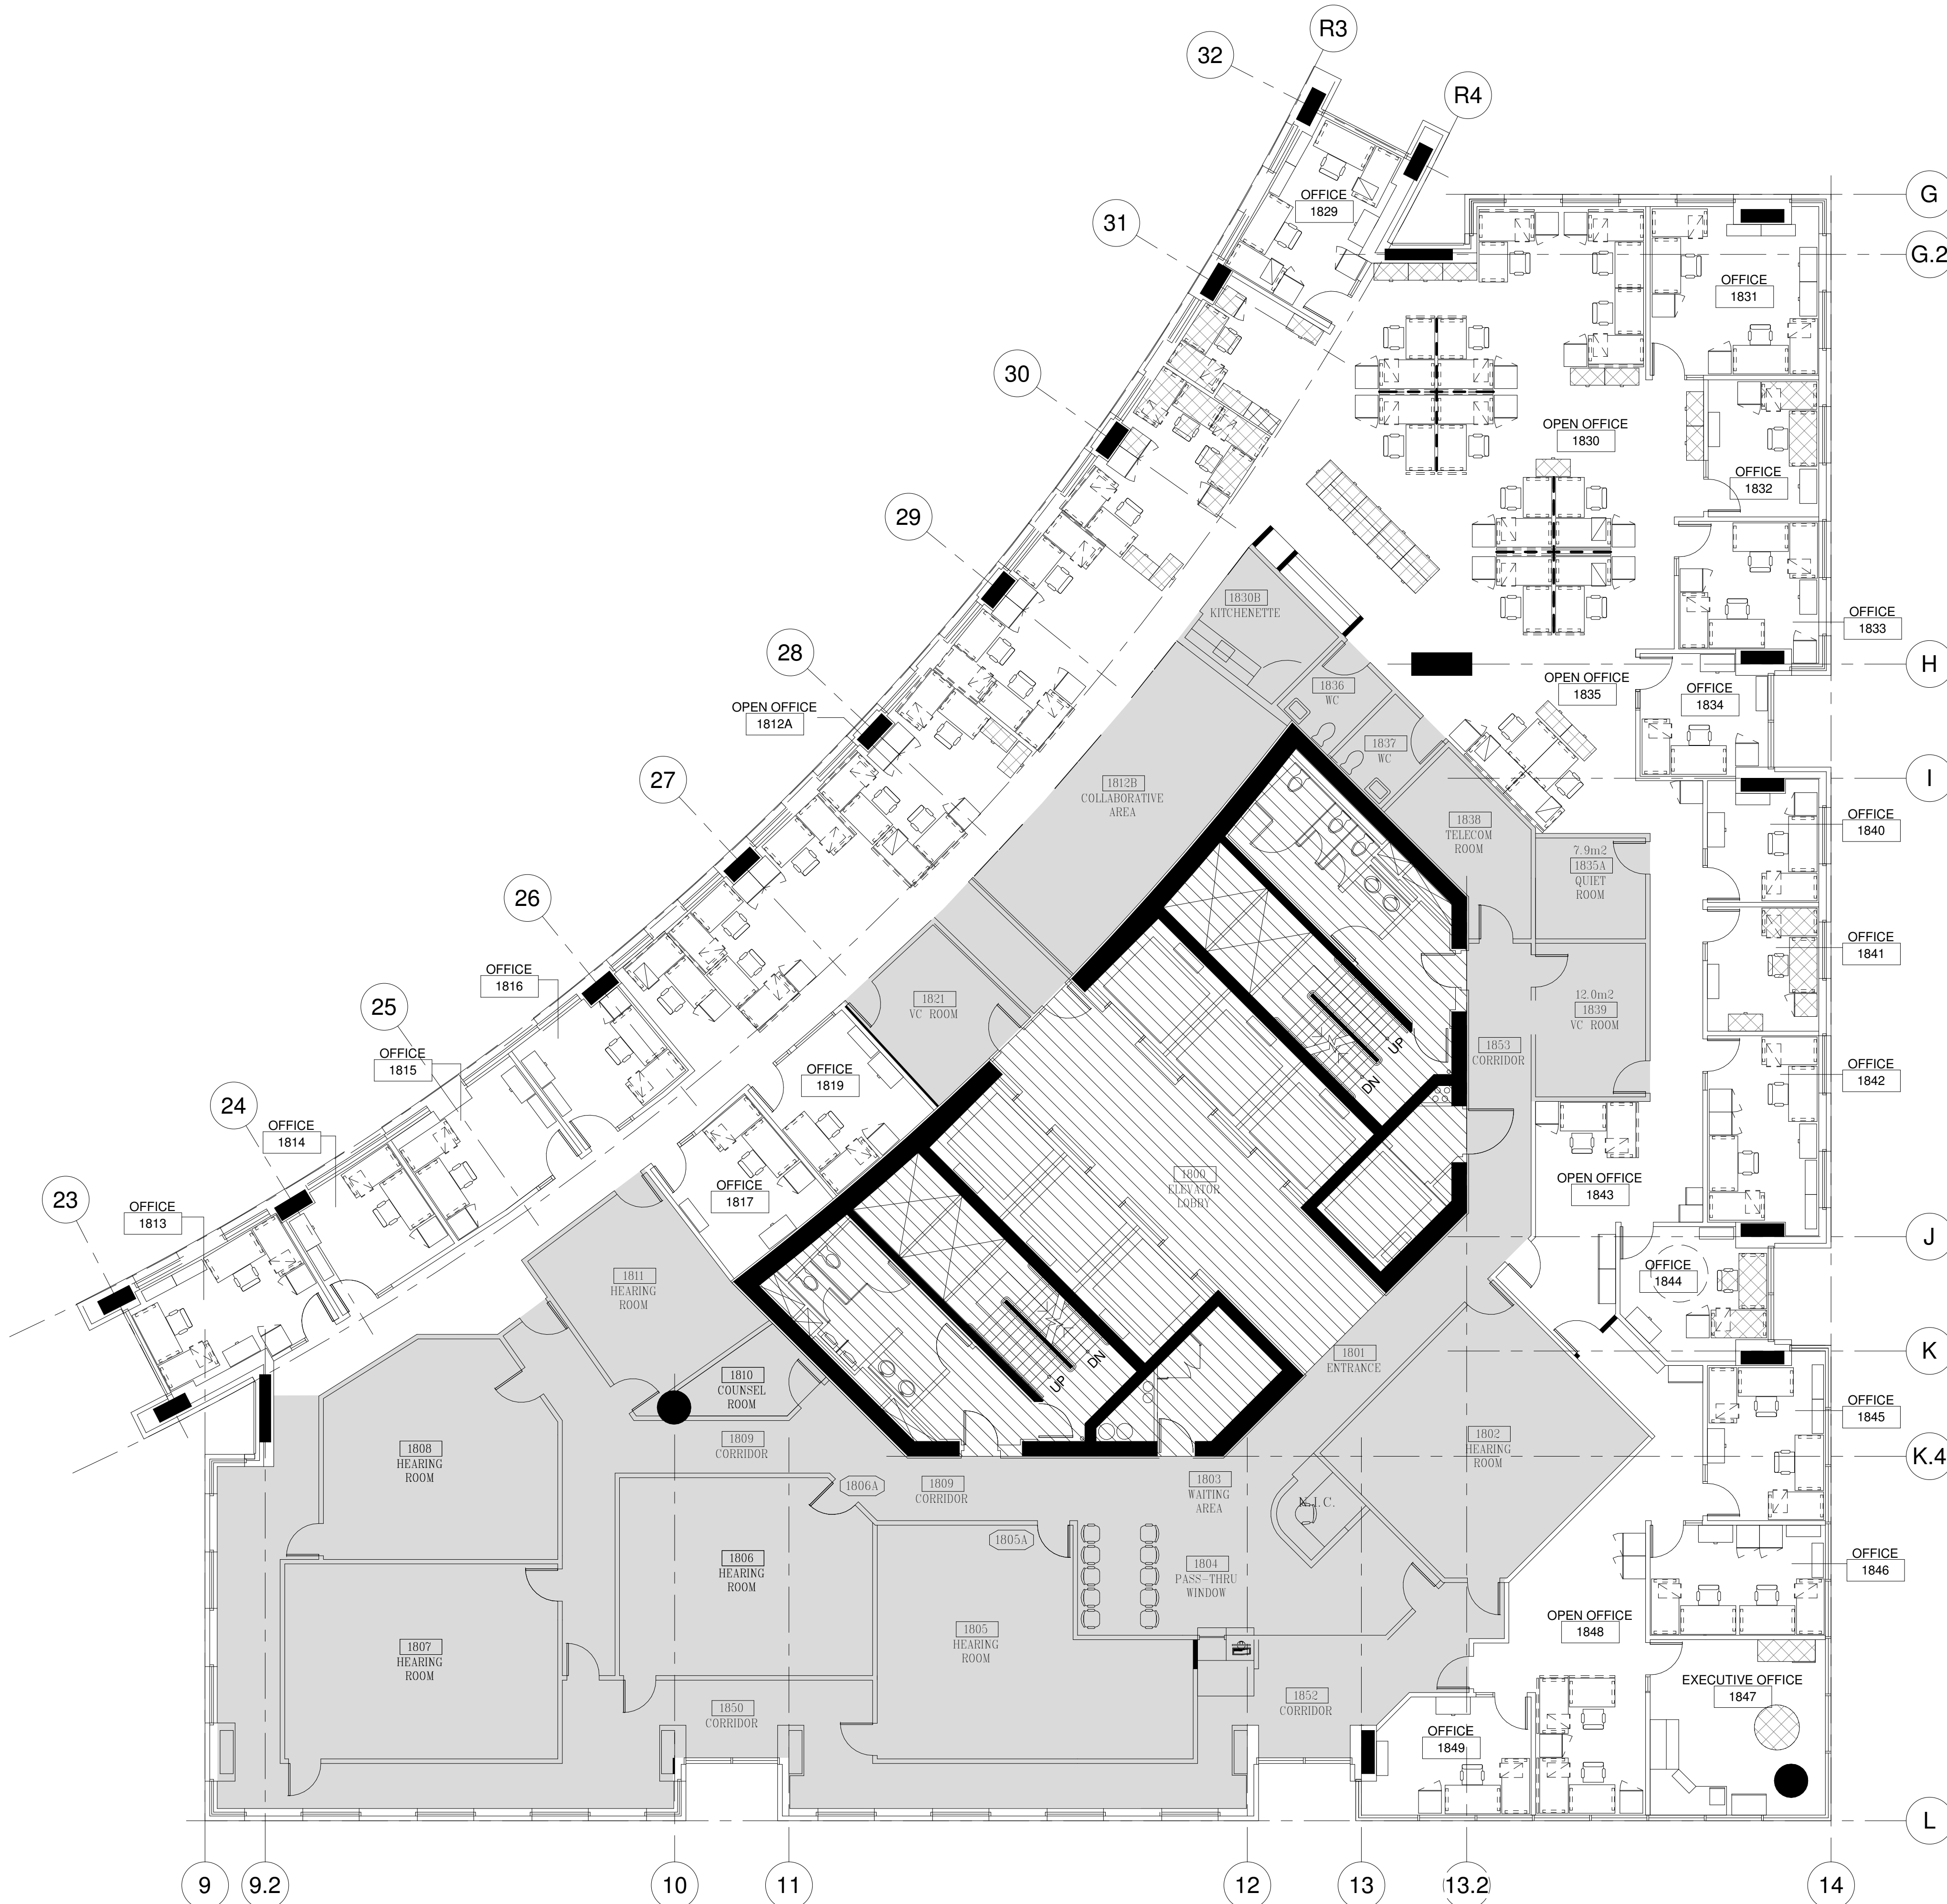 R3
32
R4
G
OFFICE
1829
31
G.2
OFFICE
1831
30
OPEN OFFICE
1830
OFFICE
1832
29
1830B
KITCHENETTE
OFFICE
1833
28
H
1836
WC
OPEN OFFICE
1835
OFFICE
1834
OPEN OFFICE
1812A
1837
WC
27
1812B
COLLABORATIVE
AREA
I
1838
TELECOM
ROOM
OFFICE
1840
7.9m2
1835A
QUIET
ROOM
26
OFFICE
1841
OFFICE
1816
25
1821
VC ROOM
12.0m2
1839
VC ROOM
UP
1853
CORRIDOR
OFFICE
1815
OFFICE
1819
DN
OFFICE
1842
24
OFFICE
1814
1800
ELEVATOR
LOBBY
OFFICE
1817
OPEN OFFICE
1843
23
OFFICE
1813
J
1811
HEARING
ROOM
OFFICE
1844
K
1801
ENTRANCE
DN
UP
1810
COUNSEL
ROOM
OFFICE
1845
1808
HEARING
ROOM
1809
CORRIDOR
1802
HEARING
ROOM
K.4
1806A
1809
CORRIDOR
1803
WAITING
AREA
N.I.C.
1805A
1806
HEARING
ROOM
1804
PASS-THRU
WINDOW
OFFICE
1846
1807
HEARING
ROOM
1805
HEARING
ROOM
OPEN OFFICE
1848
EXECUTIVE OFFICE
1847
1850
CORRIDOR
1852
CORRIDOR
OFFICE
1849
L
9
9.2
10
11
12
13
13.2
14